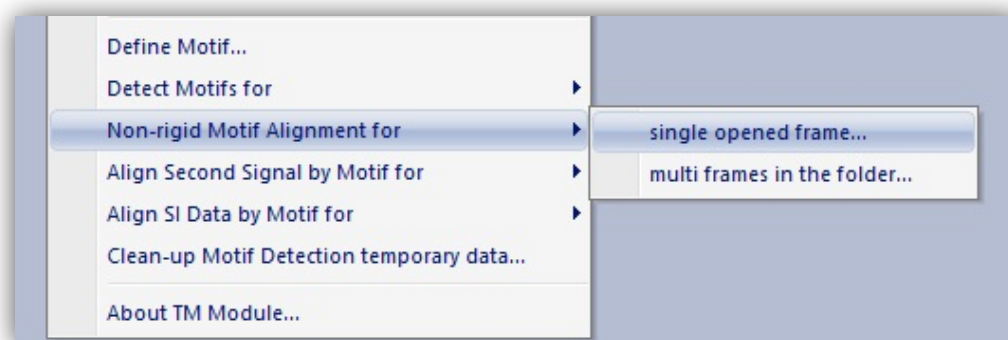 Define Motif...
Detect Motifs for
Non-rigid Motif Alignment for
single opened frame...
Align Second Signal by Motif for
multi frames in the folder...
Align SI Data by Motif for
Clean-up Motif Detection temporary data...
About TM Module...